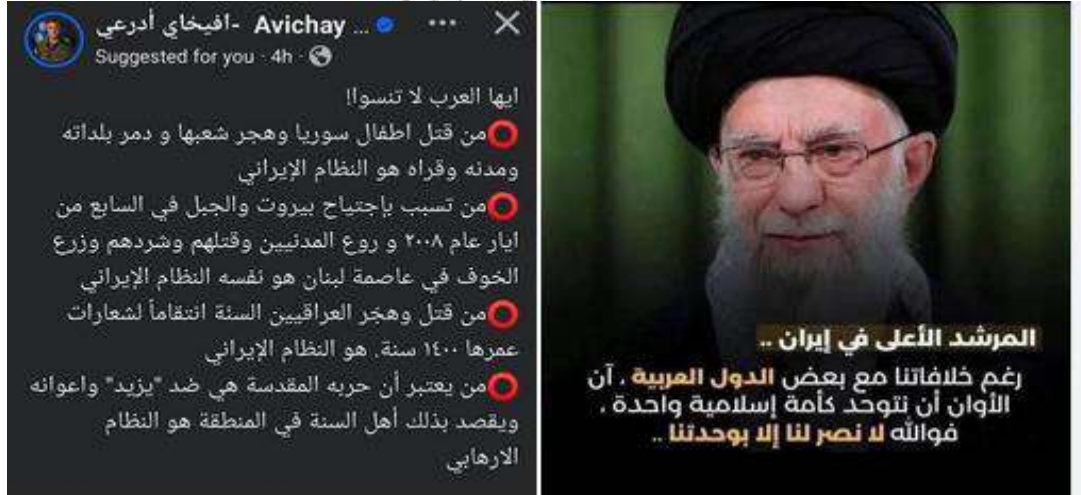 افيخاي أدرعي- Avichay ...
Suggested for you · 4h ·
ايها العرب لا تنسوا!
من قتل اطفال سوريا وهجر شعبها و دمر بلداته
ومدنه وقراه هو النظام الإيراني
من تسبب بإجتياح بيروت والجبل في السابع من
ايار عام ٢٠٠٨ و روع المدنيين وقتلهم وشردهم وزرع
الخوف في عاصمة لبنان هو نفسه النظام الإيراني
من قتل وهجّر العراقيين السنة انتقاماً لشعارات
عمرها ١٤٠٠ سنة. هو النظام الإيراني
من يعتبر أن حربه المقدسة هي ضد "يزيد" واعوانه
ويقصد بذلك أهل السنة في المنطقة هو النظام
الارهابي
المرشد الأعلى في إيران ..
رغم خلافاتنا مع بعض الدول العربية ، آن
الأوان أن نتوحد كأمة إسلامية واحدة ،
فوالله لا نصر لنا إلا بوحدتنا ..